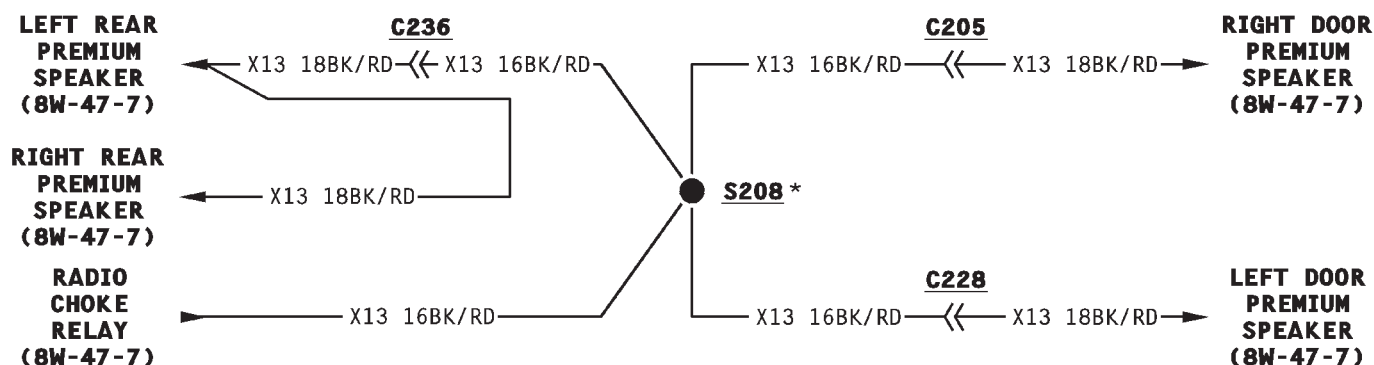 LEFT REAR
PREMIUM
SPEAKER
(8W-47-7)
C236
X13 18BK/RD
X13 16BK/RD
C205
X13 16BK/RD
X13 18BK/RD
RIGHT DOOR
PREMIUM
SPEAKER
(8W-47-7)
RIGHT REAR
PREMIUM
SPEAKER
(8W-47-7)
X13 18BK/RD
S208*
RADIO
CHOKE
RELAY
(8W-47-7)
X13 16BK/RD
C228
X13 16BK/RD
X13 18BK/RD
LEFT DOOR
PREMIUM
SPEAKER
(8W-47-7)